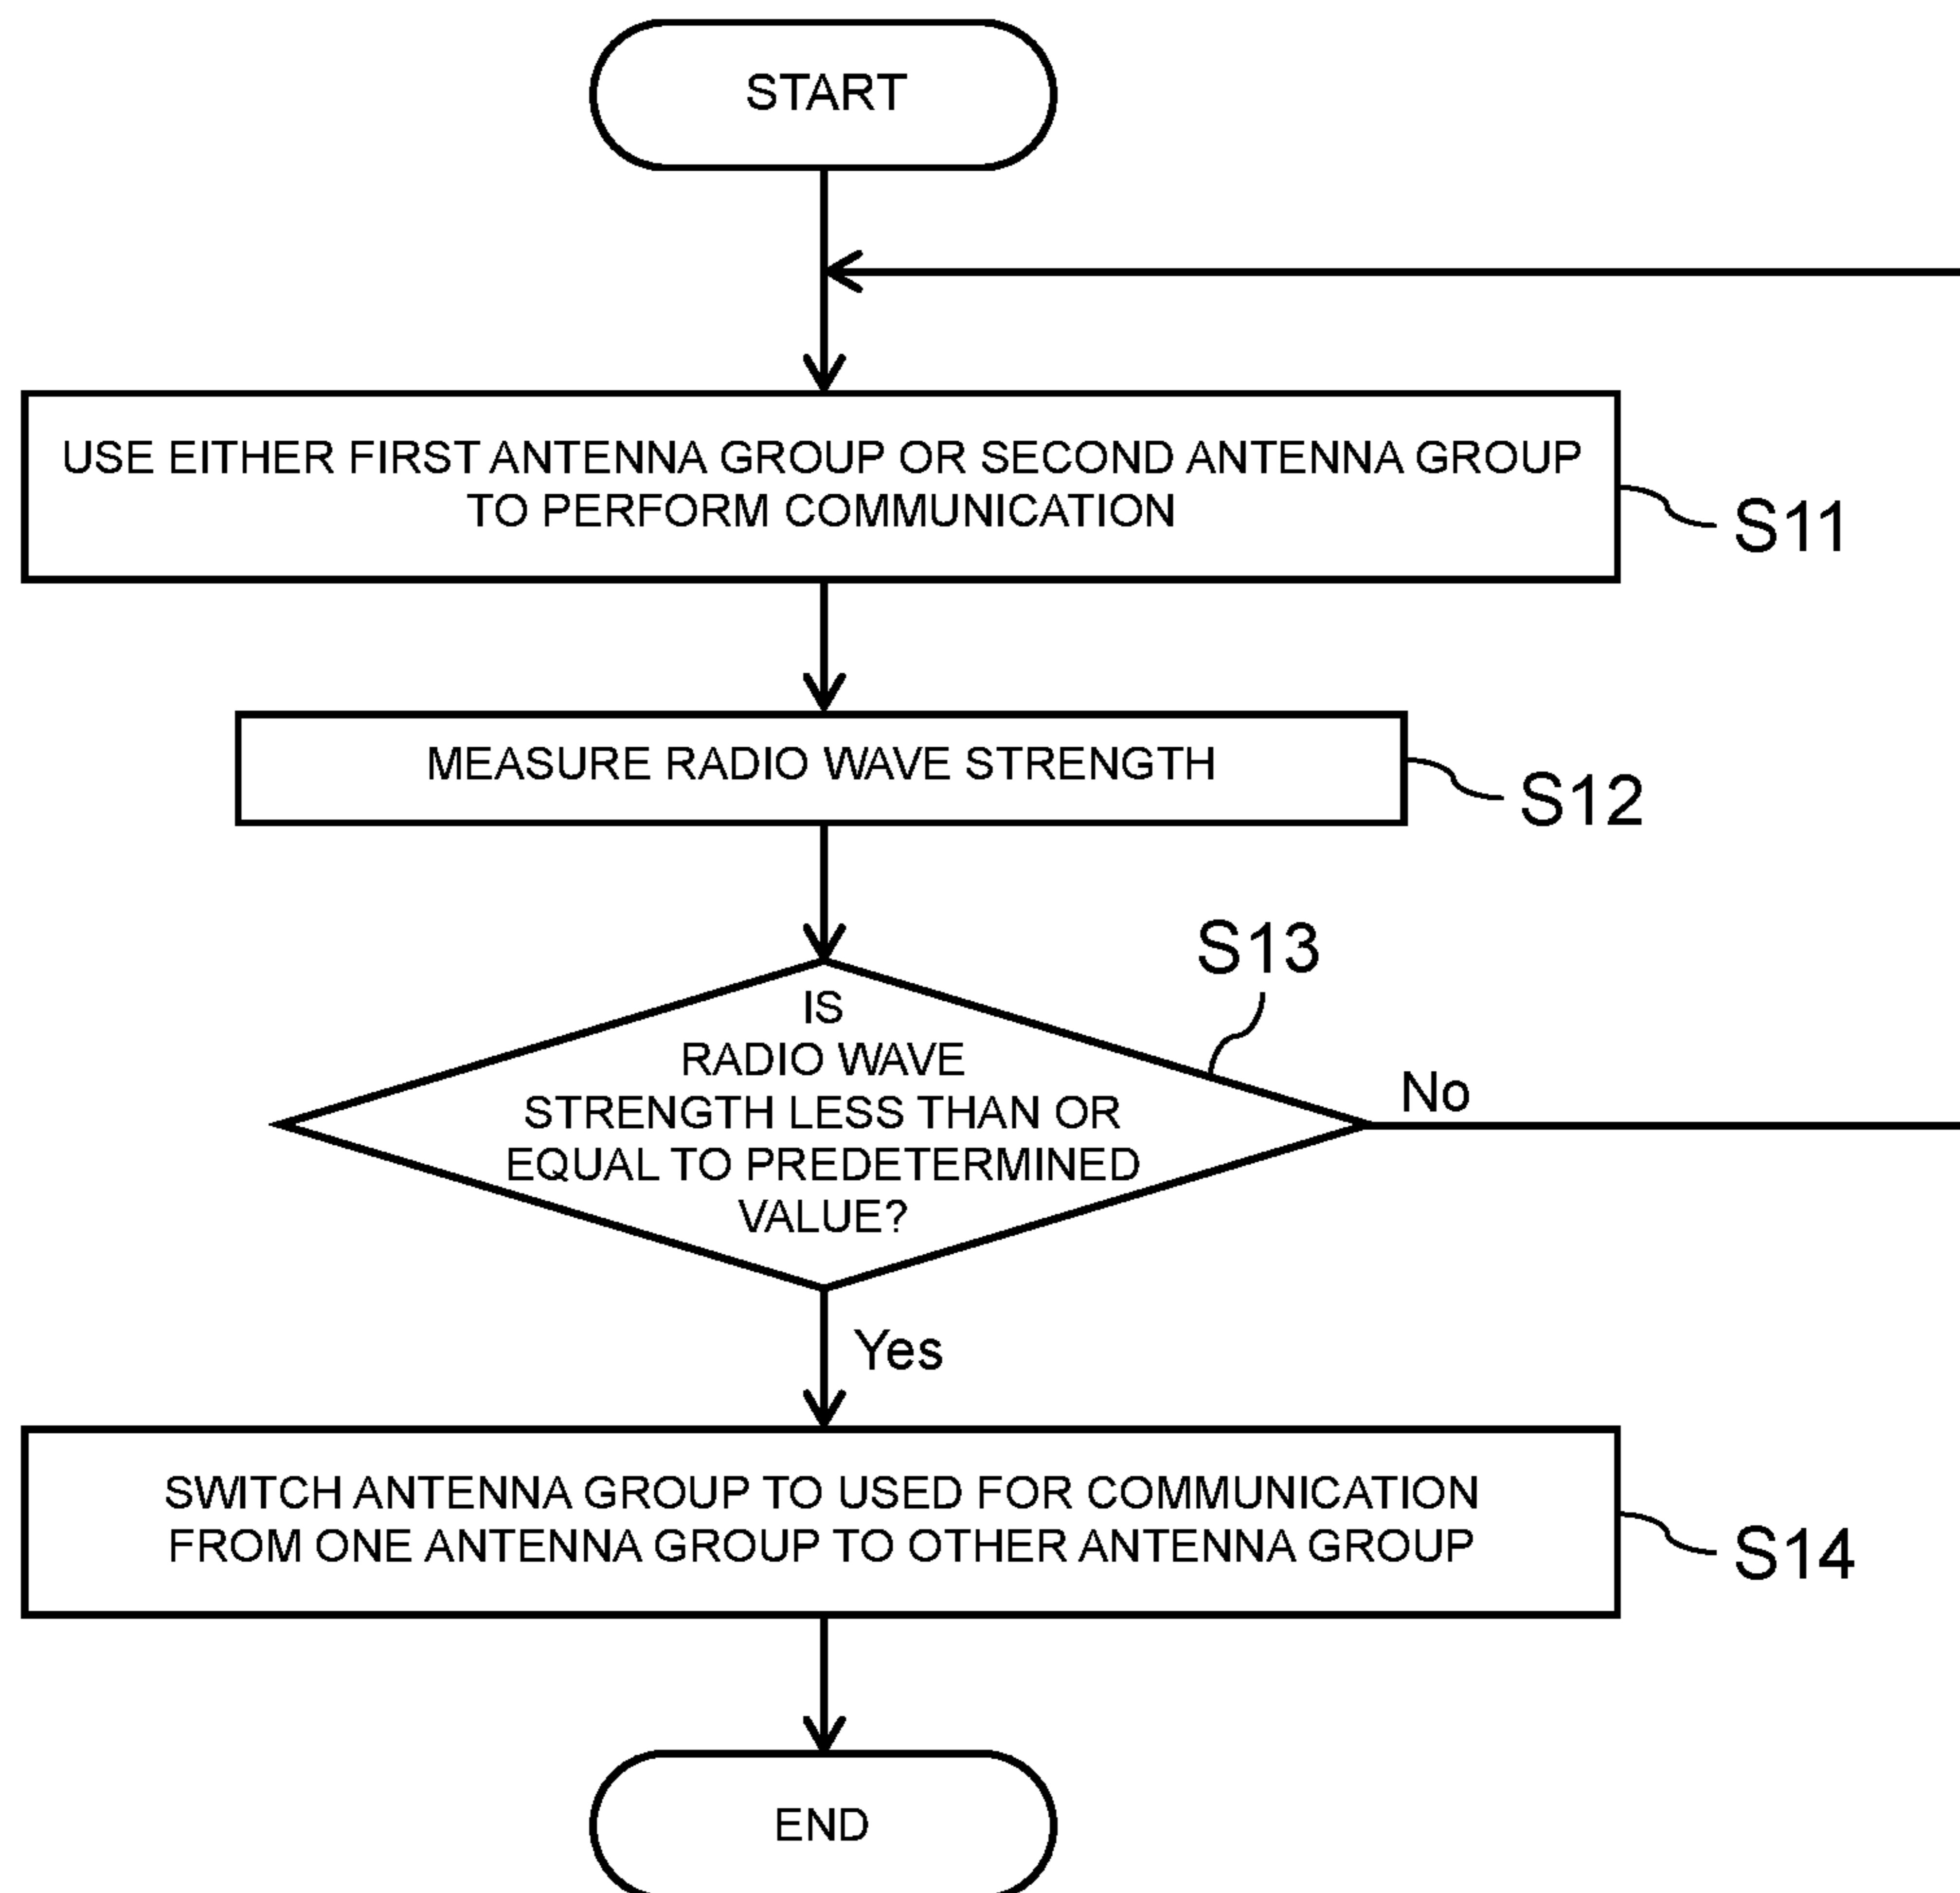 START
USE EITHER FIRST ANTENNA GROUP OR SECOND ANTENNA GROUP
TO PERFORM COMMUNICATION
S11
MEASURE RADIO WAVE STRENGTH
S12
S13
IS
RADIO WAVE
STRENGTH LESS THAN OR
EQUAL TO PREDETERMINED
VALUE?
No
Yes
SWITCH ANTENNA GROUP TO USED FOR COMMUNICATION
FROM ONE ANTENNA GROUP TO OTHER ANTENNA GROUP
S14
END